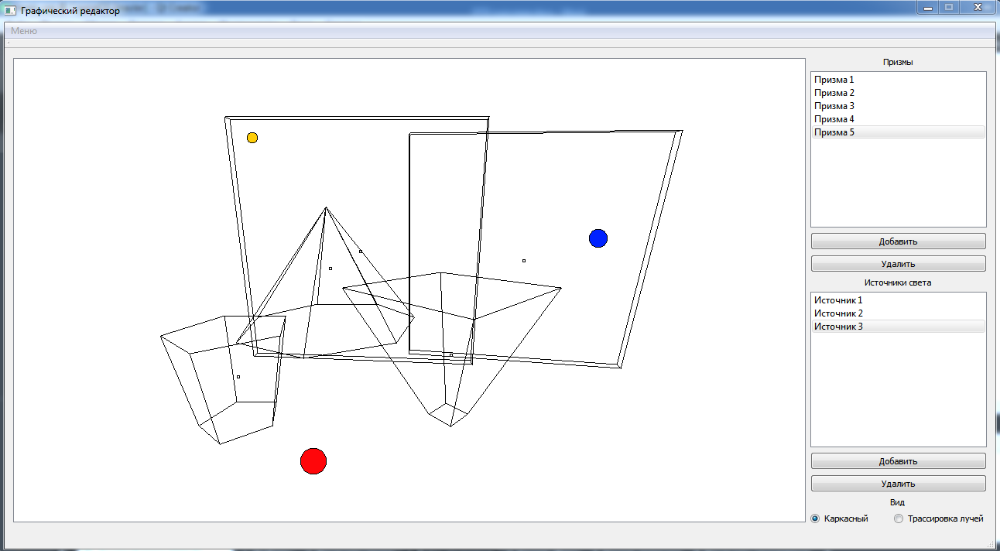 Графический редактор
Меню
Призмы
Призма 1
Призма 2
Призма 3
Призма 4
Призма 5
Добавить
Удалить
Источники света
Источник 1
Источник 2
Источник 3
Добавить
Удалить
Вид
Каркасный
Трассировка лучей